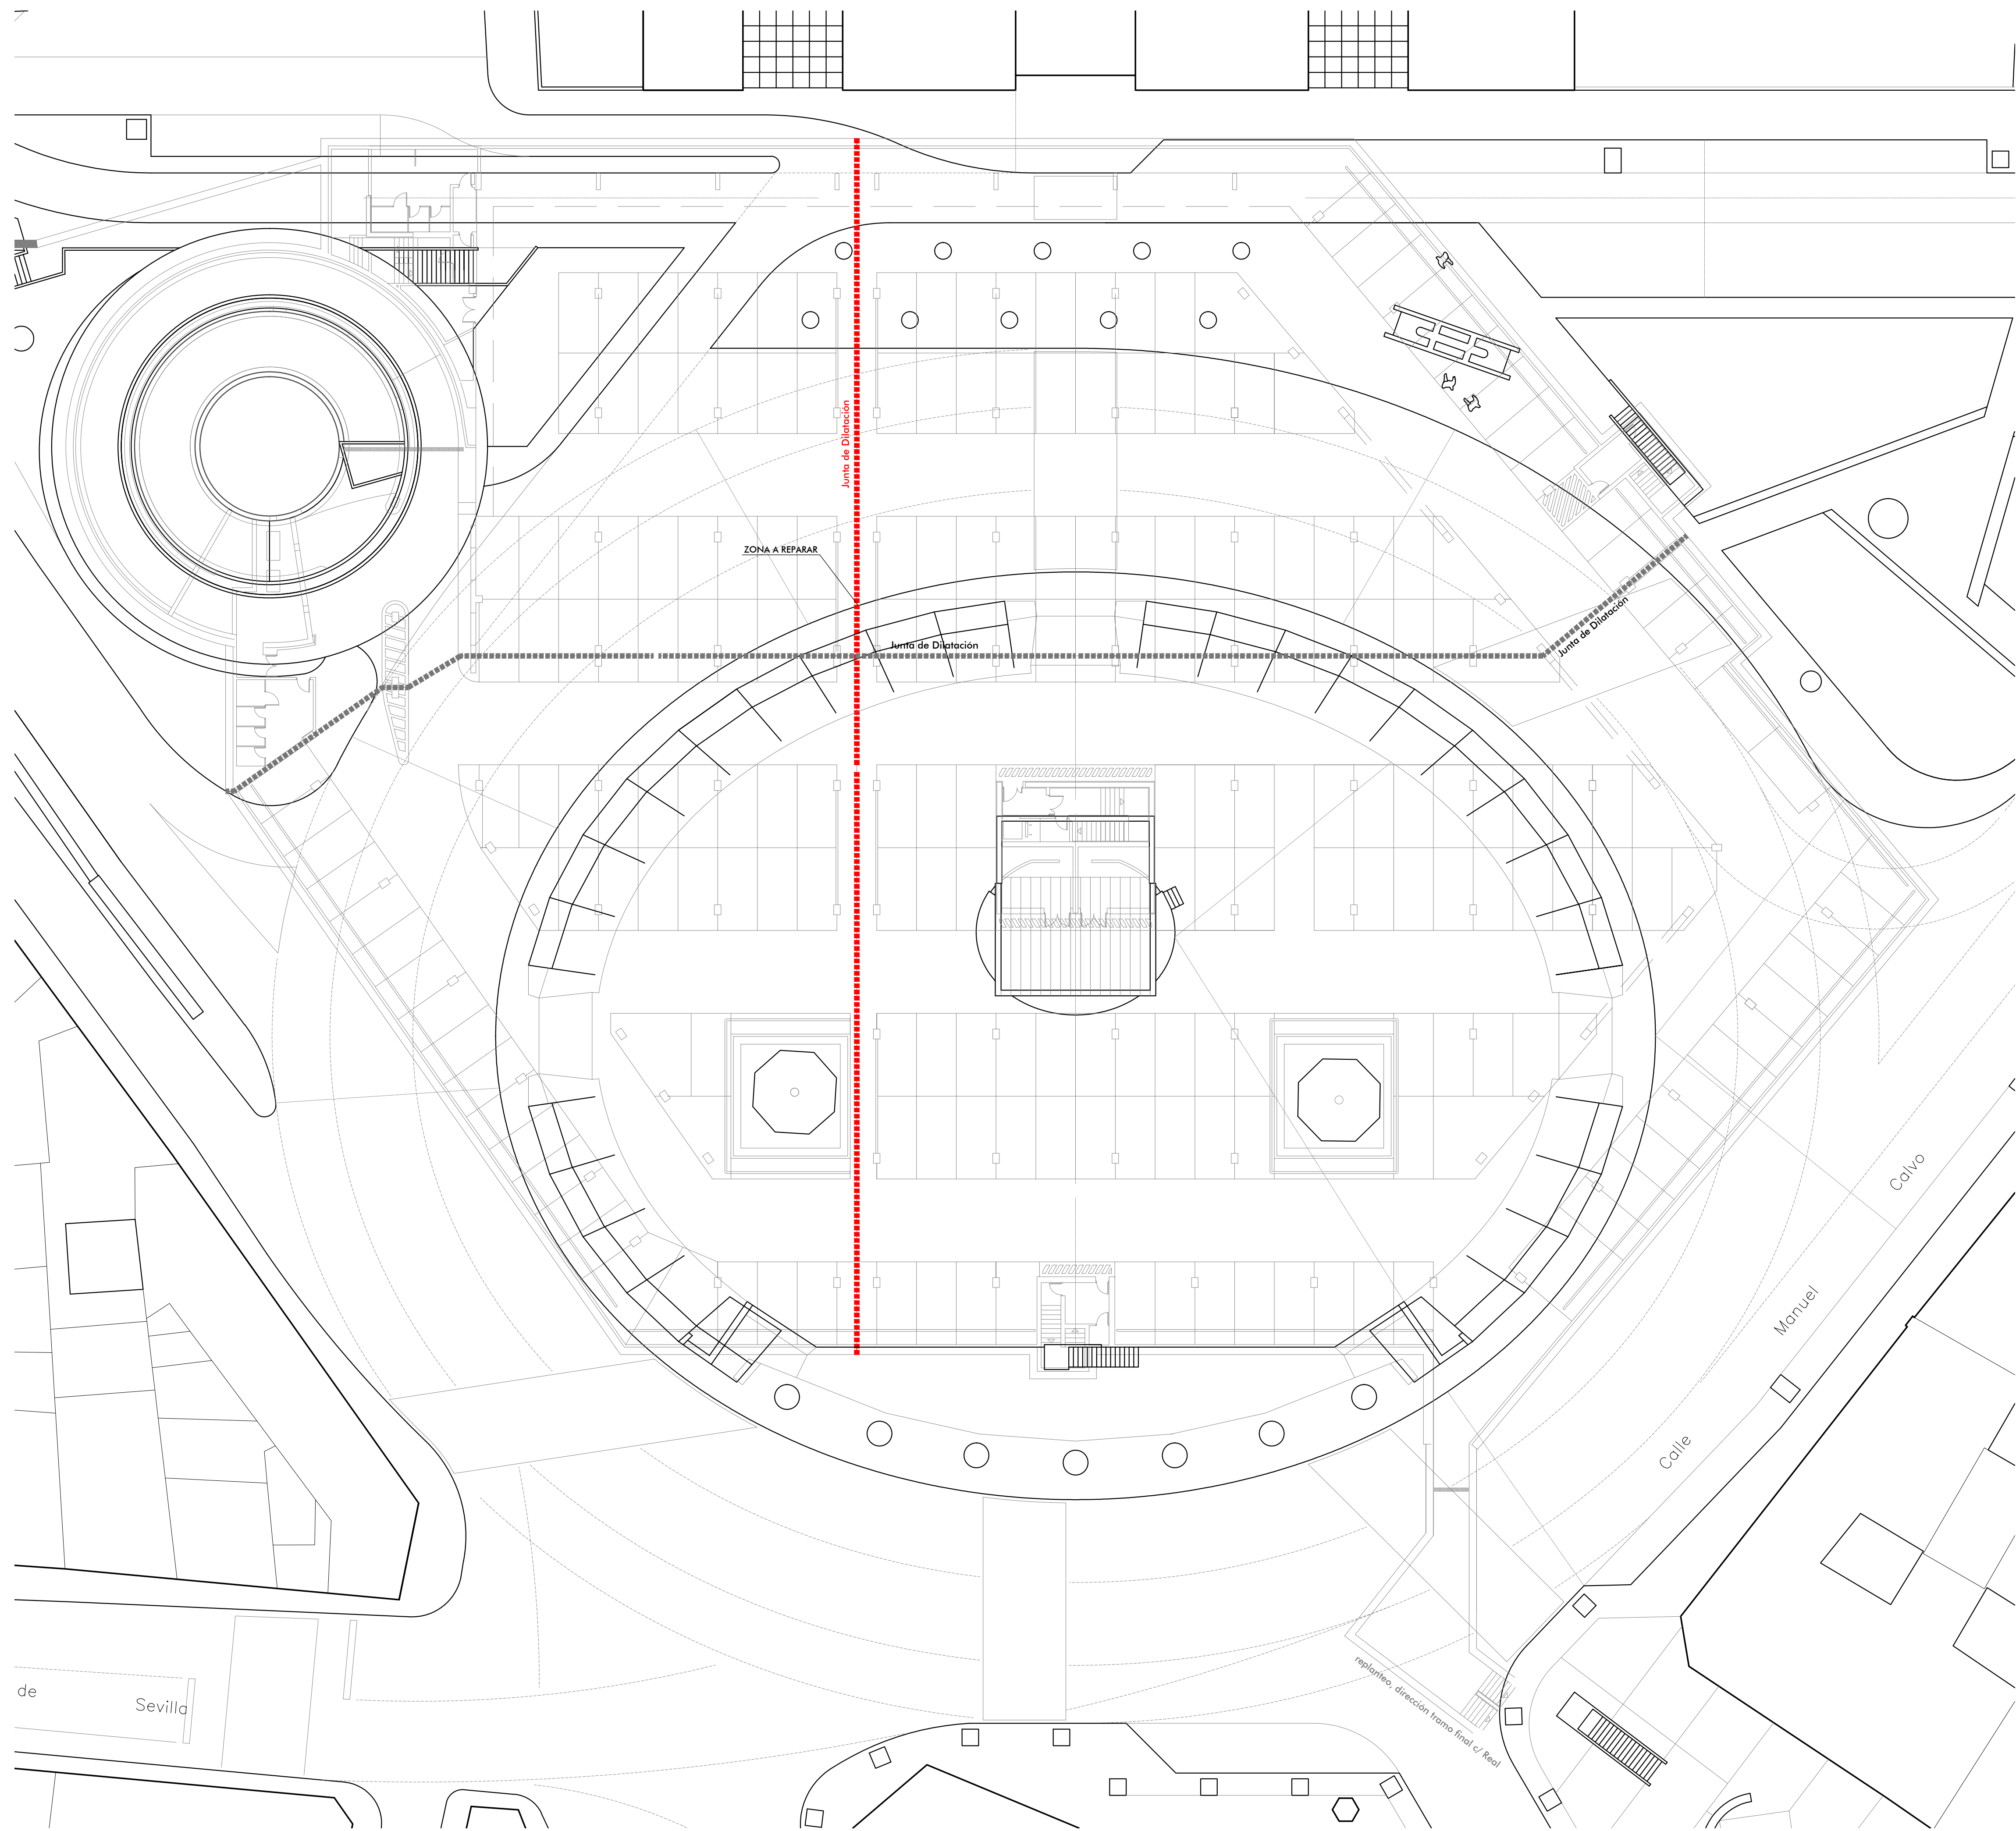 Junta de Dilatación
ZONA A REPARAR
Junta de Dilatación
Junta de Dilatación
Calvo
Manuel
Calle
replanteo, dirección tramo final c/ Real
de
Sevilla